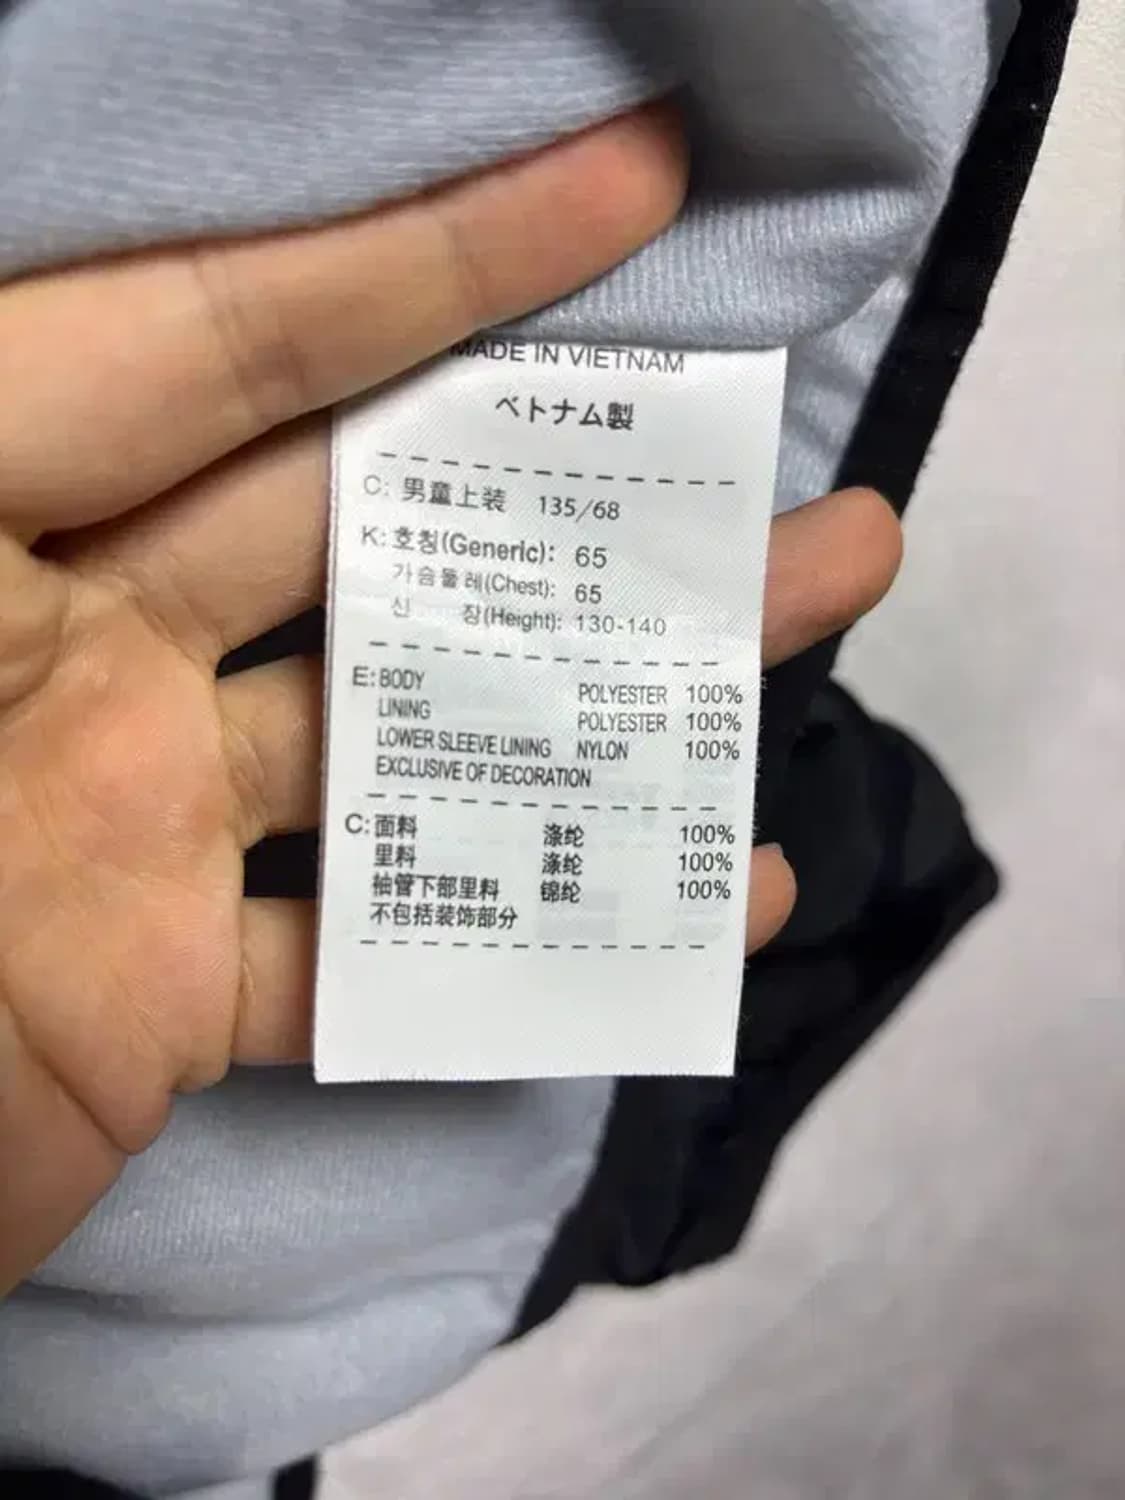 MADE IN VIETNAM
ベトナム製
C: 男童上装 135/68
K: 호칭(Generic): 65
가슴둘레(Chest): 65
신 장(Height): 130-140
E: BODY POLYESTER 100%
LINING POLYESTER 100%
LOWER SLEEVE LINING NYLON 100%
EXCLUSIVE OF DECORATION
C: 面料 涤纶 100%
里料 涤纶 100%
袖管下部里料 锦纶 100%
不包括装饰部分